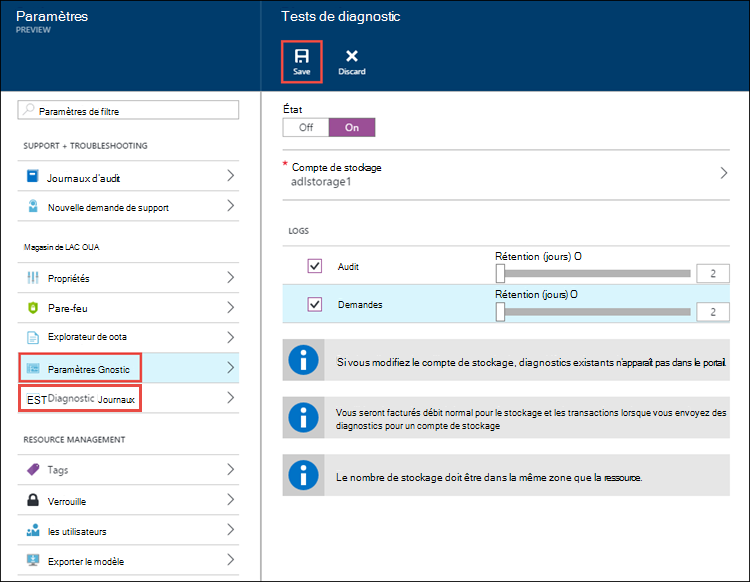 Paramètres
PREVIEW
Paramètres de filtre
SUPPORT + TROUBLESHOOTING
Journaux d'audit
Nouvelle demande de support
Magasin de LAC OUA
Propriétés
Pare-feu
Explorateur de oota
Paramètres Gnostic
EST Diagnostic Journaux
RESOURCE MANAGEMENT
Tags
Verrouille
les utilisateurs
Exporter le modèle
Tests de diagnostic
Save
Discard
État
Off
On
* Compte de stockage
adlstorage1
LOGS
Audit
Rétention (jours) O
2
Demandes
Rétention (jours) O
2
Si vous modifiez le compte de stockage, diagnostics existants n'apparaît pas dans le portail.
Vous seront facturés débit normal pour le stockage et les transactions lorsque vous envoyez des
diagnostics pour un compte de stockage
Le nombre de stockage doit être dans la même zone que la ressource.